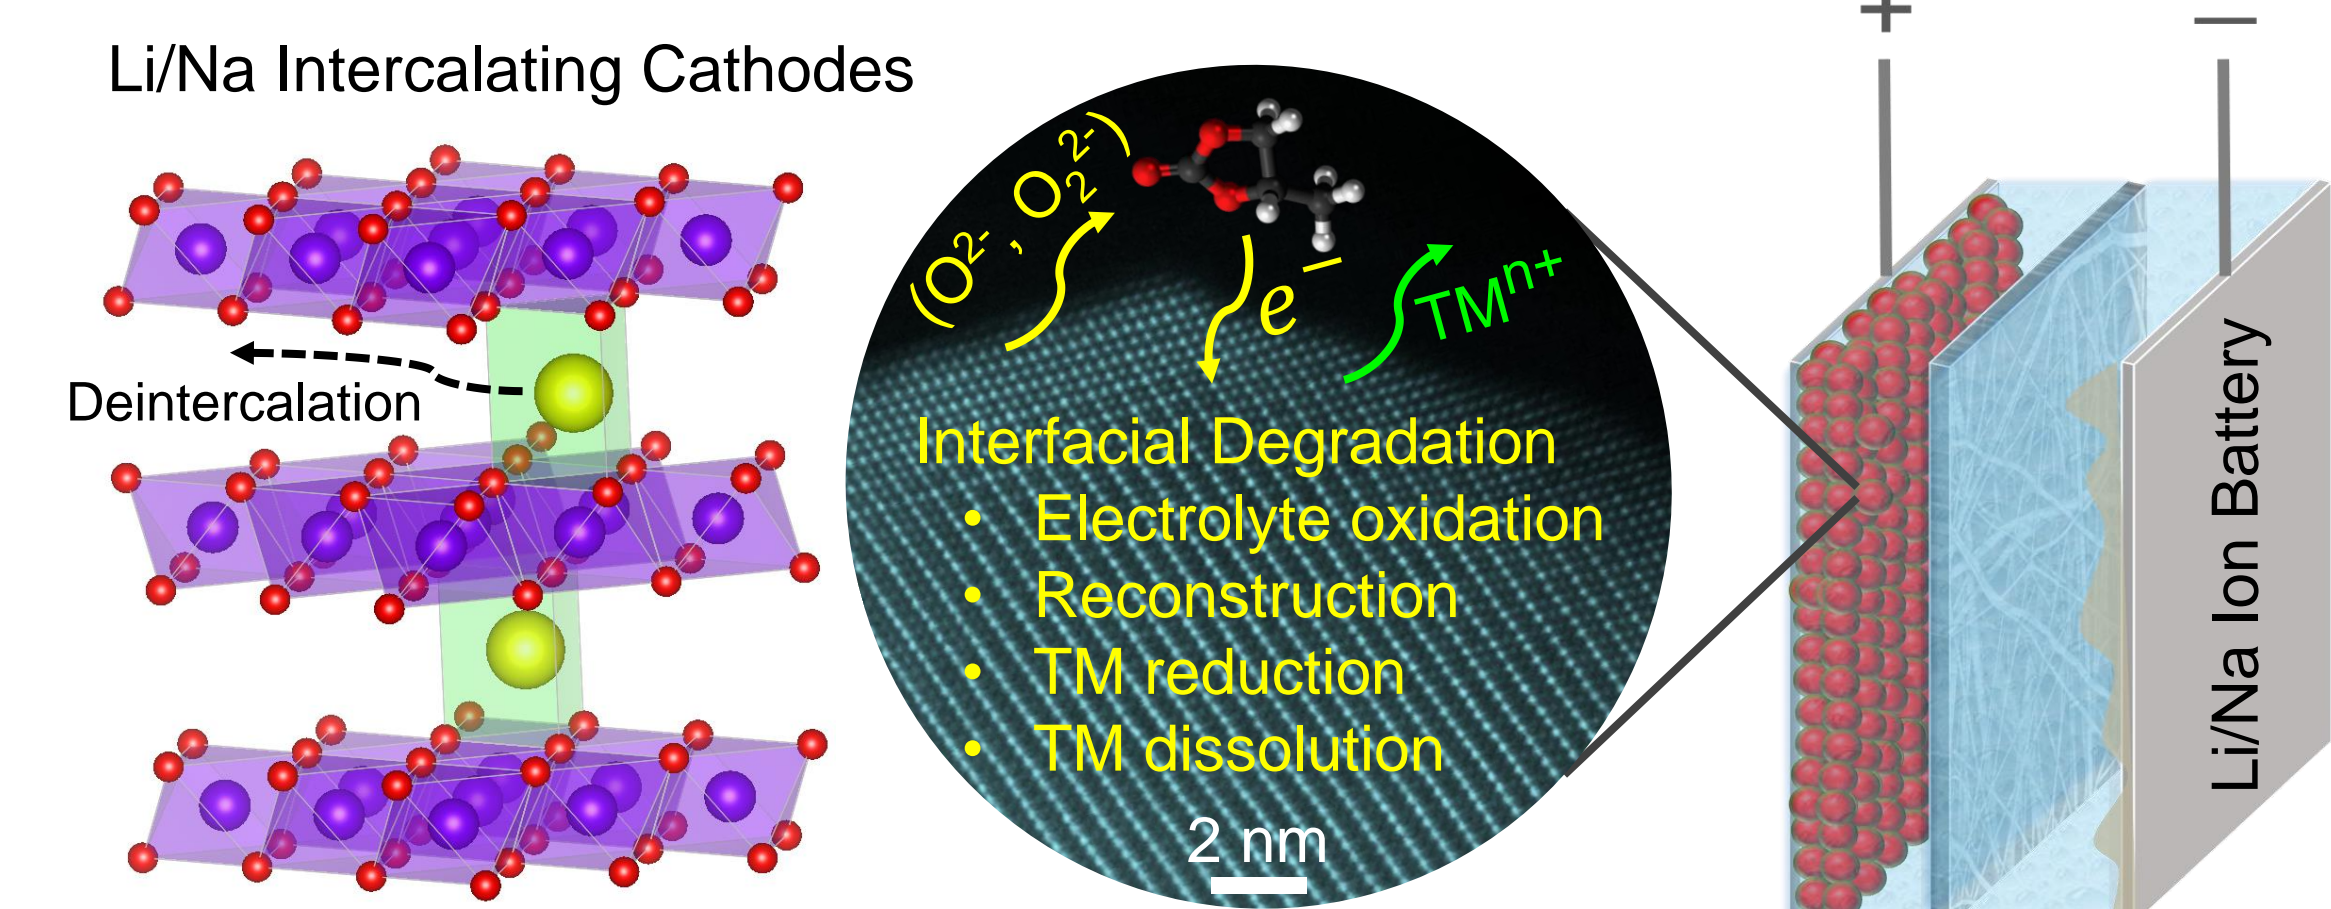 Li/Na Intercalating Cathodes
Deintercalation
(O²⁻, O₂²⁻)
e⁻
TMⁿ⁺
Interfacial Degradation
• Electrolyte oxidation
• Reconstruction
• TM reduction
• TM dissolution
2 nm
+
—
Li/Na Ion Battery